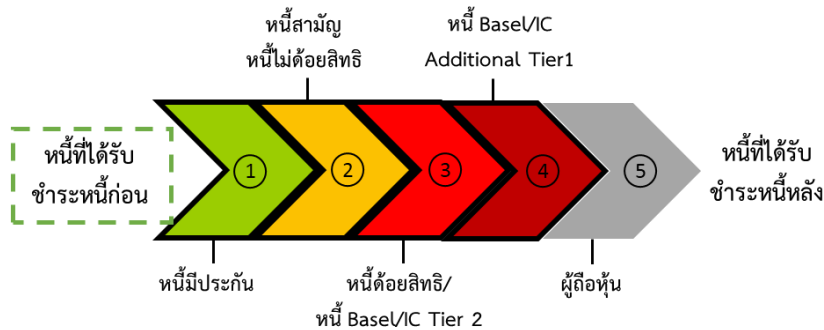 หนี้สามัญ
หนี้ไม่ด้อยสิทธิ
หนี้ Basel/IC
Additional Tier1
หนี้ที่ได้รับ
ชำระหนี้ก่อน
1
2
3
4
5
หนี้ที่ได้รับ
ชำระหนี้หลัง
หนี้มีประกัน
หนี้ด้อยสิทธิ/
หนี้ Basel/IC Tier 2
ผู้ถือหุ้น